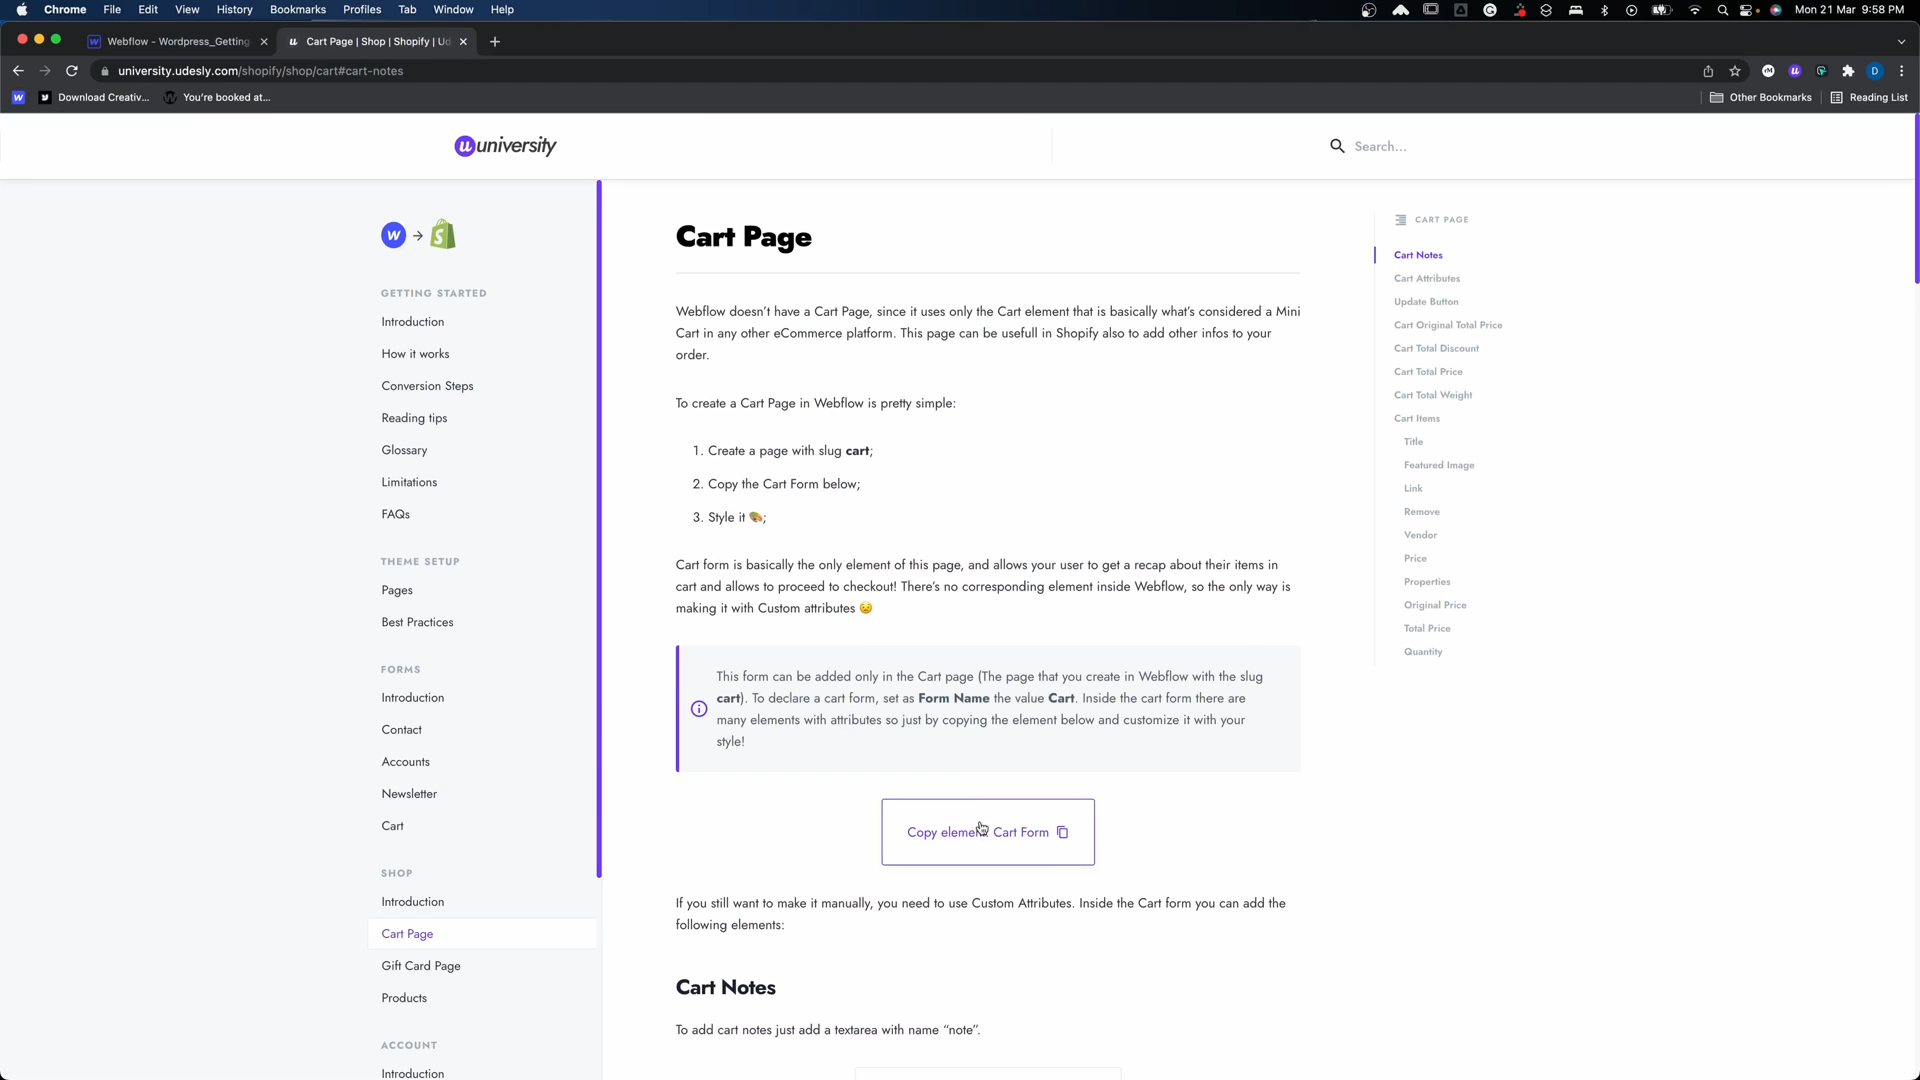 Chrome File Edit View History Bookmarks Profiles Tab Window Help Mon 21 Mar 9:58 PM
Webflow - Wordpress_Getting Cart Page | Shop | Shopify | Ud
university.udesly.com/shopify/shop/cart#cart-notes
Download Creativ... You're booked at... Other Bookmarks Reading List
university
Search...
GETTING STARTED
Introduction
How it works
Conversion Steps
Reading tips
Glossary
Limitations
FAQs
THEME SETUP
Pages
Best Practices
FORMS
Introduction
Contact
Accounts
Newsletter
Cart
SHOP
Introduction
Cart Page
Gift Card Page
Products
ACCOUNT
Introduction
Cart Page
Webflow doesn't have a Cart Page, since it uses only the Cart element that is basically what's considered a Mini
Cart in any other eCommerce platform. This page can be usefull in Shopify also to add other infos to your
order.
To create a Cart Page in Webflow is pretty simple:
1. Create a page with slug cart;
2. Copy the Cart Form below;
3. Style it 🎨;
Cart form is basically the only element of this page, and allows your user to get a recap about their items in
cart and allows to proceed to checkout! There's no corresponding element inside Webflow, so the only way is
making it with Custom attributes 😣
This form can be added only in the Cart page (The page that you create in Webflow with the slug
cart). To declare a cart form, set as Form Name the value Cart. Inside the cart form there are
many elements with attributes so just by copying the element below and customize it with your
style!
Copy element: Cart Form
If you still want to make it manually, you need to use Custom Attributes. Inside the Cart form you can add the
following elements:
Cart Notes
To add cart notes just add a textarea with name “note”.
CART PAGE
Cart Notes
Cart Attributes
Update Button
Cart Original Total Price
Cart Total Discount
Cart Total Price
Cart Total Weight
Cart Items
Title
Featured Image
Link
Remove
Vendor
Price
Properties
Original Price
Total Price
Quantity